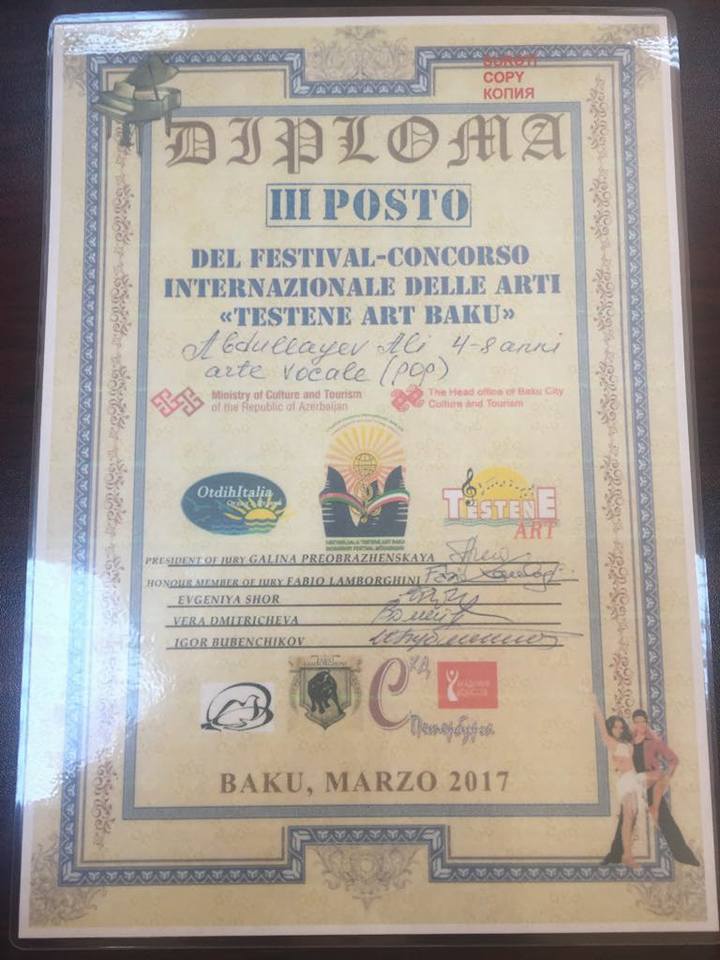 COPY
КОПИЯ
DIPLOMA
III POSTO
DEL FESTIVAL-CONCORSO
INTERNAZIONALE DELLE ARTI
«TESTENE ART BAKU»
Abdullayev Ali 4-8 anni
arte vocale (pop)
Ministry of Culture and Tourism
of the Republic of Azerbaijan
The Head office of Baku City
Culture and Tourism
OtdihItalia
TESTENE
ART
PRESIDENT OF JURY GALINA PREOBRAZHENSKAYA
HONOUR MEMBER OF JURY FABIO LAMBORGHINI
EVGENIYA SHOR
VERA DMITRICHEVA
IGOR BUBENCHIKOV
BAKU, MARZO 2017